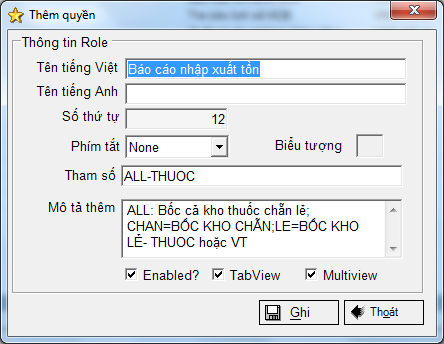 Thêm quyền
Thông tin Role
Tên tiếng Việt Báo cáo nhập xuất tồn
Tên tiếng Anh
Số thứ tự 12
Phím tắt None Biểu tượng
Tham số ALL-THUOC
Mô tả thêm ALL: Bốc cả kho thuốc chẵn lẽ;
CHAN=BỐC KHO CHẴN;LE=BỐC KHO
LẼ- THUOC hoặc VT
Enabled? TabView Multiview
Ghi Thoát